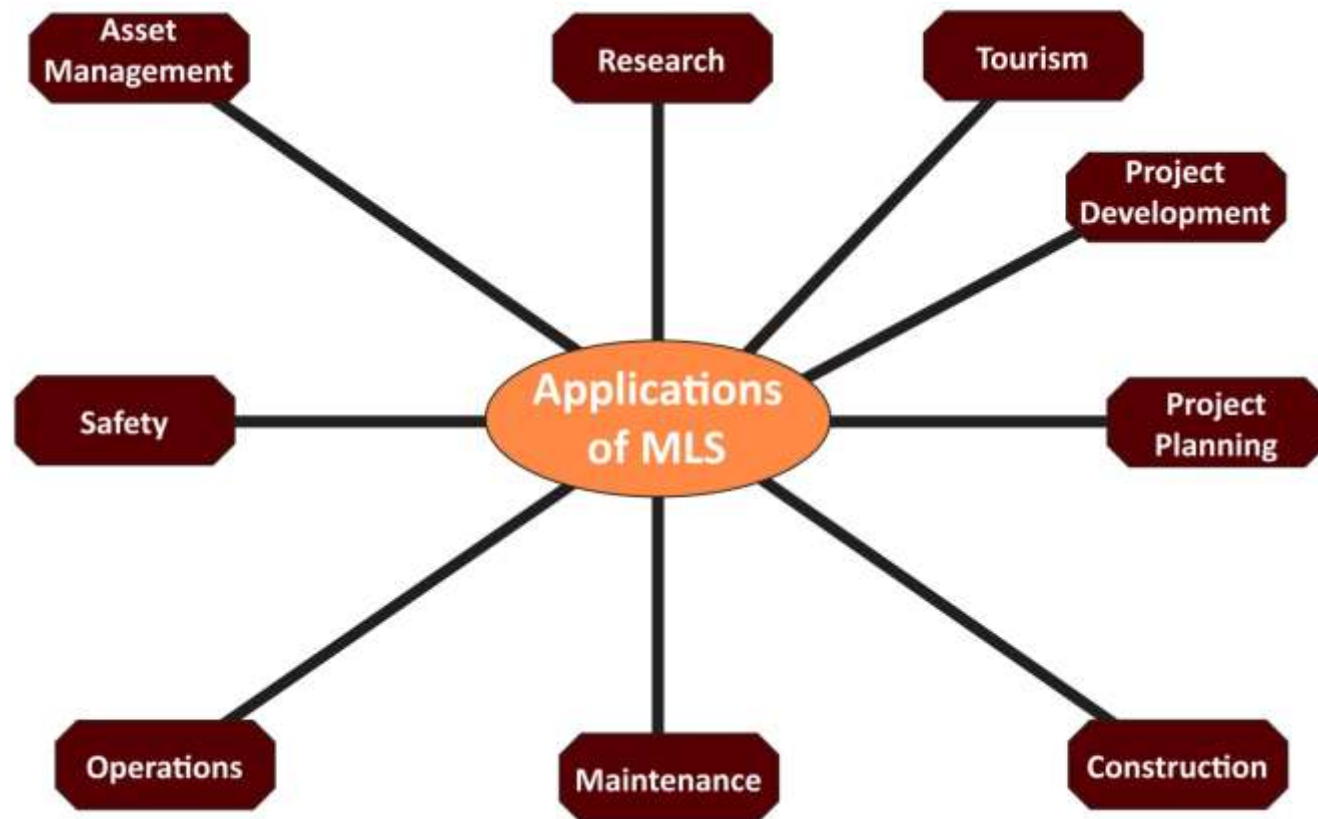 Asset
Management
Research
Tourism
Project
Development
Applications
of MLS
Safety
Project
Planning
Operations
Maintenance
Construction